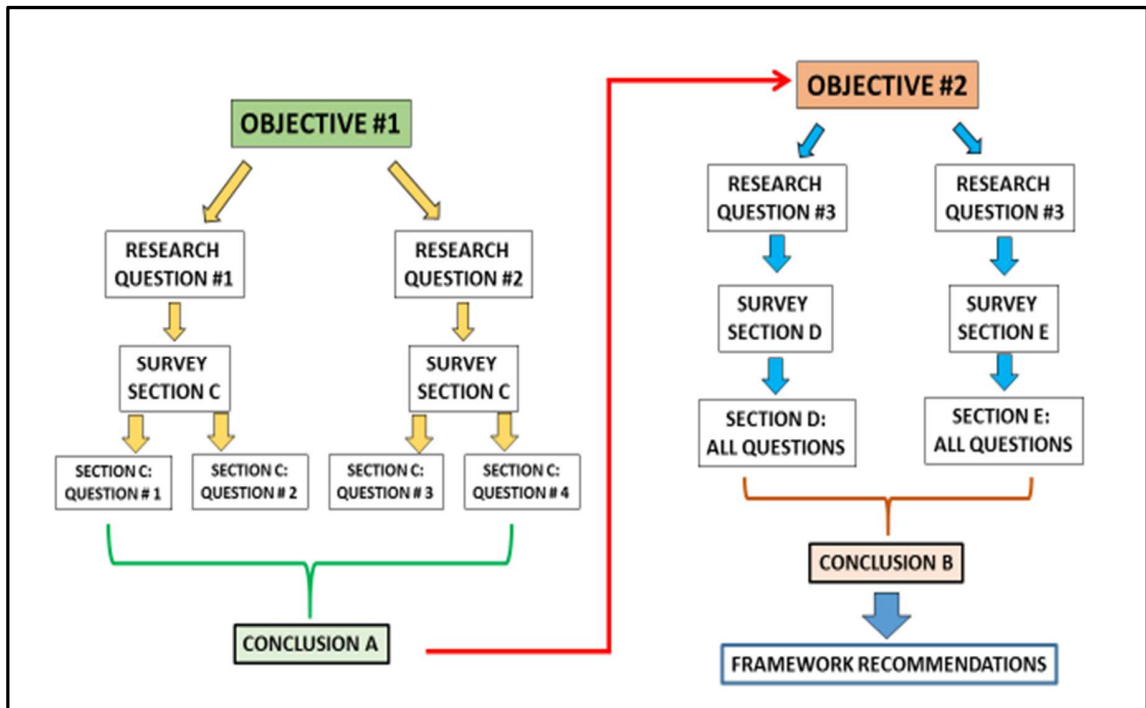 OBJECTIVE #1
RESEARCH
QUESTION #1
RESEARCH
QUESTION #2
SURVEY
SECTION C
SURVEY
SECTION C
SECTION C:
QUESTION # 1
SECTION C:
QUESTION # 2
SECTION C:
QUESTION # 3
SECTION C:
QUESTION # 4
CONCLUSION A
OBJECTIVE #2
RESEARCH
QUESTION #3
RESEARCH
QUESTION #3
SURVEY
SECTION D
SURVEY
SECTION E
SECTION D:
ALL QUESTIONS
SECTION E:
ALL QUESTIONS
CONCLUSION B
FRAMEWORK RECOMMENDATIONS